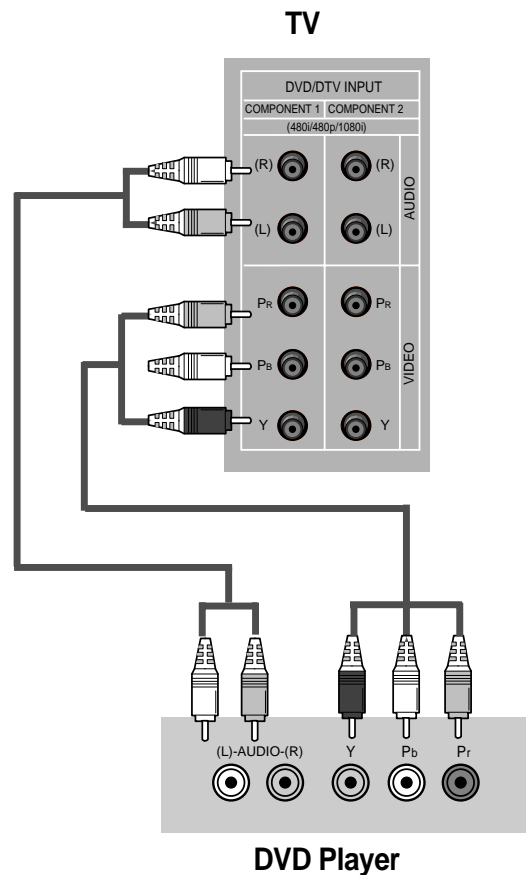 TV
DVD/DTV INPUT
COMPONENT 1 COMPONENT 2
(480i/480p/1080i)
(R) (R)
AUDIO
(L) (L)
PR PR
VIDEO
PB PB
Y Y
(L)-AUDIO-(R) Y Pb Pr
DVD Player